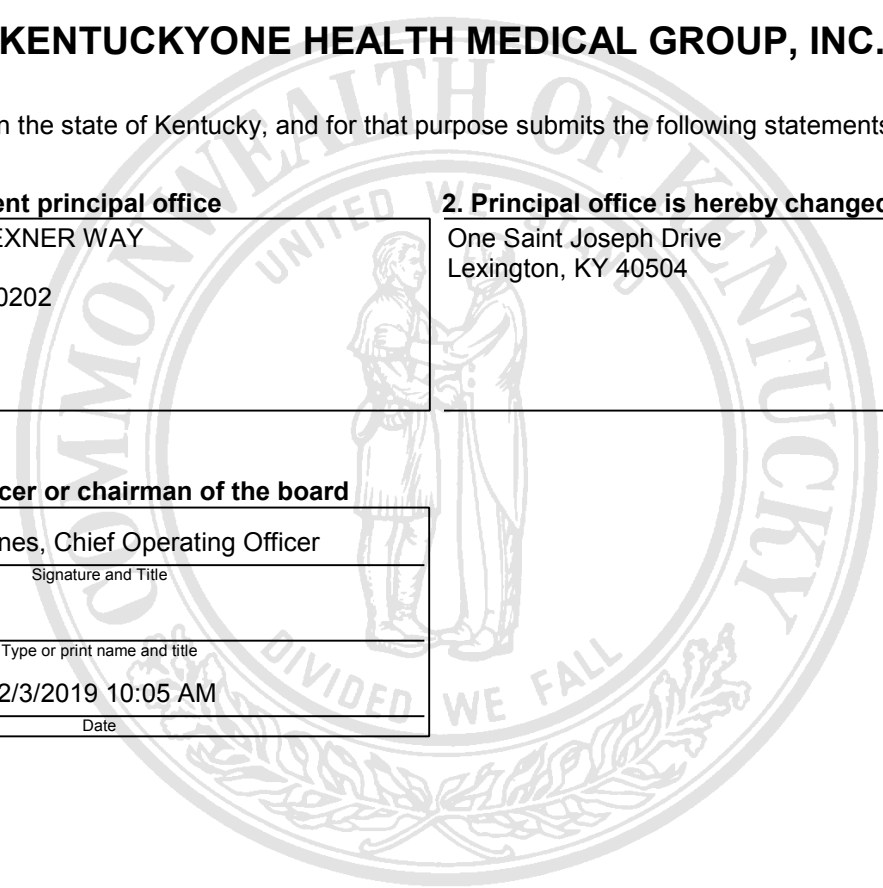 KENTUCKYONE HEALTH MEDICAL GROUP, INC.
n the state of Kentucky, and for that purpose submits the following statements
ent principal office
2. Principal office is hereby changed
EXNER WAY
0202
One Saint Joseph Drive
Lexington, KY 40504
cer or chairman of the board
nes, Chief Operating Officer
Signature and Title
Type or print name and title
2/3/2019 10:05 AM
Date
COMMONWEALTH OF KENTUCKY
UNITED WE STAND
DIVIDED WE FALL